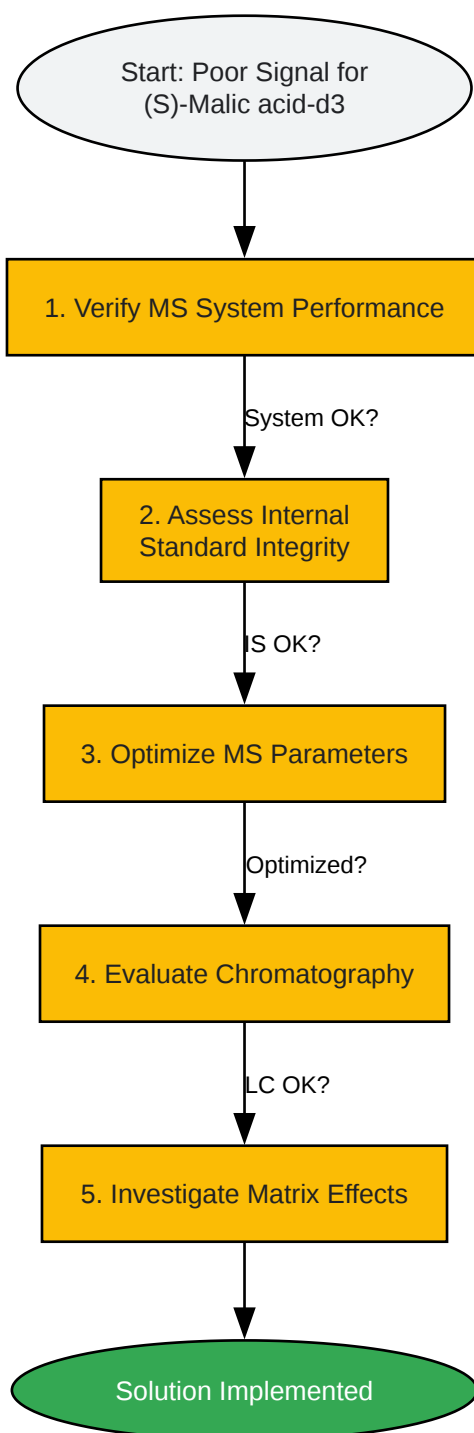 Start: Poor Signal for
(S)-Malic acid-d3
1. Verify MS System Performance
System OK?
2. Assess Internal
Standard Integrity
IS OK?
3. Optimize MS Parameters
Optimized?
4. Evaluate Chromatography
LC OK?
5. Investigate Matrix Effects
Solution Implemented